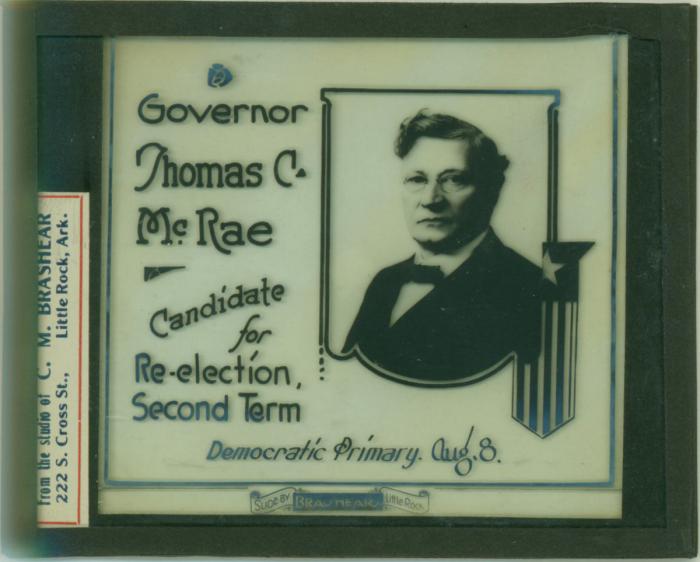 Governor
Thomas C.
McRae
Candidate
for
Re-election,
Second Term
Democratic Primary. Aug. 8.
Slide by Brashear Little Rock
from the studio of C. M. BRASHEAR
222 S. Cross St., Little Rock, Ark.